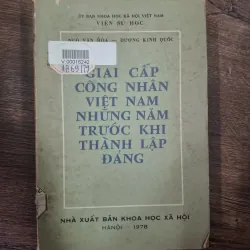 ỦY BAN KHOA HỌC XÃ HỘI VIỆT NAM
VIỆN SỬ HỌC
V 00016242
NGÔ VĂN HÒA — DƯƠNG KINH QUỐC
GIAI CẤP
CÔNG NHÂN
VIỆT NAM
NHỮNG NĂM
TRƯỚC KHI
THÀNH LẬP
ĐẢNG
NHÀ XUẤT BẢN KHOA HỌC XÃ HỘI
HÀNỘI - 1978